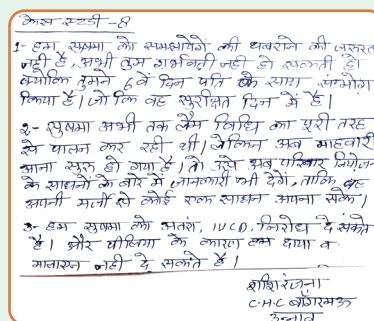 केस स्टडी - 8
1- हम सुषमा को समझायेगें की घबराने की जरूरत
नही है, अभी तुम गर्भवती नही हो सकती हो
क्योकि तुमने 6वें दिन पति के साथ संम्भोग
किया है। जो कि वह सुरक्षित दिन में है।
2- सुषमा अभी तक लैम विधि का पूरी तरह
से पालन कर रही थी। लेकिन अब माहवारी
आना सुरू हो गया है। तो उसे अब परिवार नियोजन
के साधनों के बारे में जानकारी भी देगें, ताकि वह
अपनी मर्जी से कोई एक साधन अपना सके।
3- हम सुषमा को अतंरा, IUCD, निरोध दे सकते
है। और पीलिया के कारण हम छाया व
मालाएन नही दे सकते है।
शशि रंजना
C.H.C बाँगरमऊ
उन्नाव